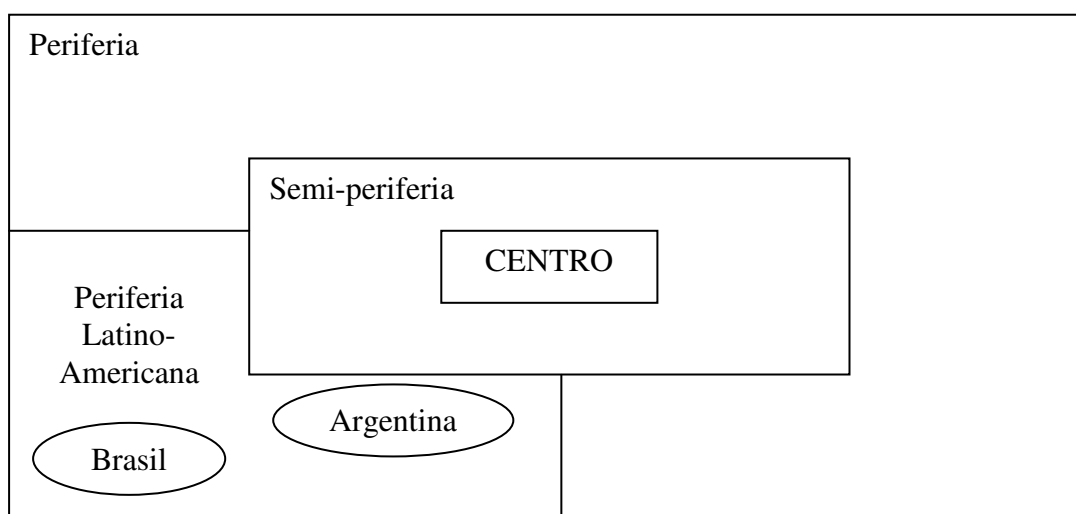 Periferia
Semi-periferia
CENTRO
Periferia
Latino-
Americana
Argentina
Brasil